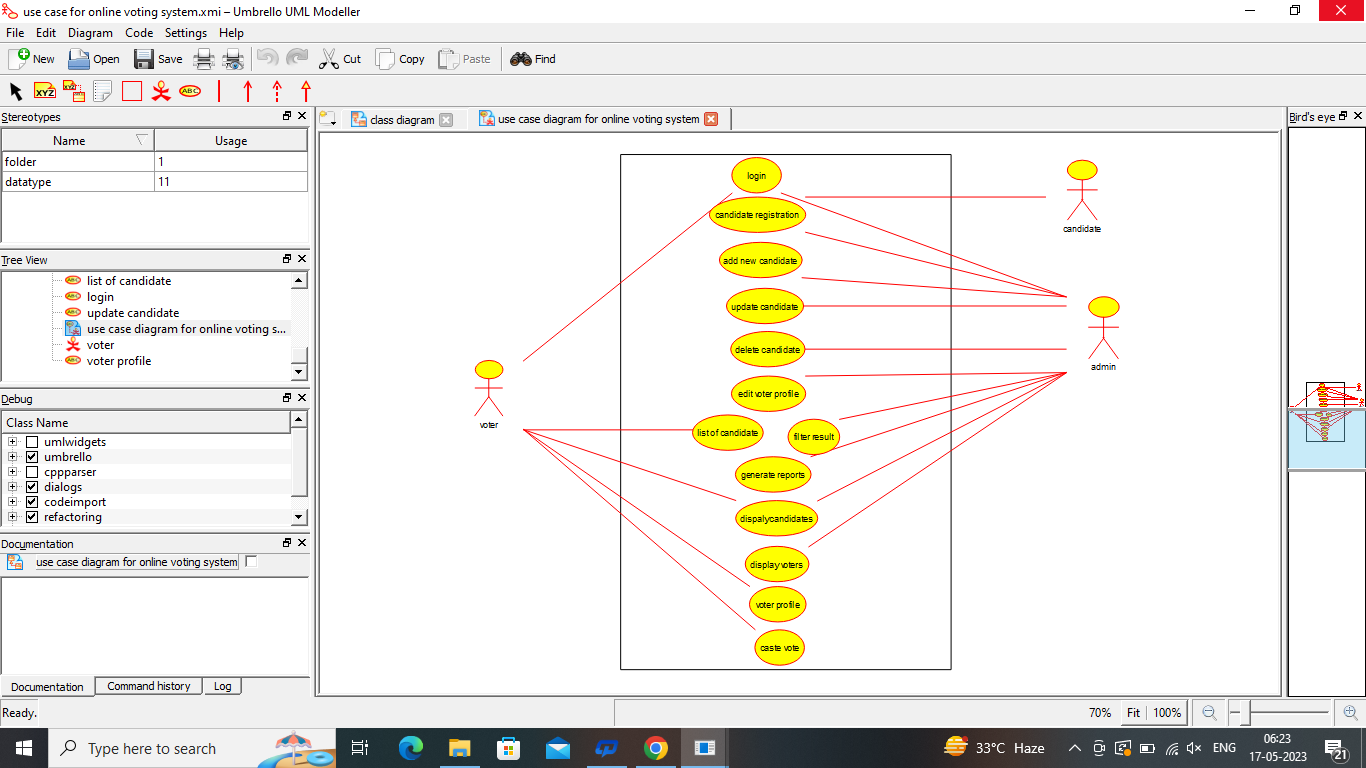 use case for online voting system.xmi – Umbrello UML Modeller
File Edit Diagram Code Settings Help
New Open Save Cut Copy Paste Find
XYZ XYZ ABC
Stereotypes
Name Usage
folder 1
datatype 11
Tree View
ABC list of candidate
ABC login
ABC update candidate
use case diagram for online voting s...
voter
ABC voter profile
Debug
Class Name
umlwidgets
umbrello
cppparser
dialogs
codeimport
refactoring
Documentation
use case diagram for online voting system
Documentation Command history Log
class diagram use case diagram for online voting system
login
candidate registration
add new candidate
update candidate
delete candidate
edit voter profile
list of candidate
filter result
generate reports
dispalycandidates
display voters
voter profile
caste vote
voter
candidate
admin
Bird's eye
Ready.
70% Fit 100%
Type here to search
33°C Haze
ENG
06:23
17-05-2023
21